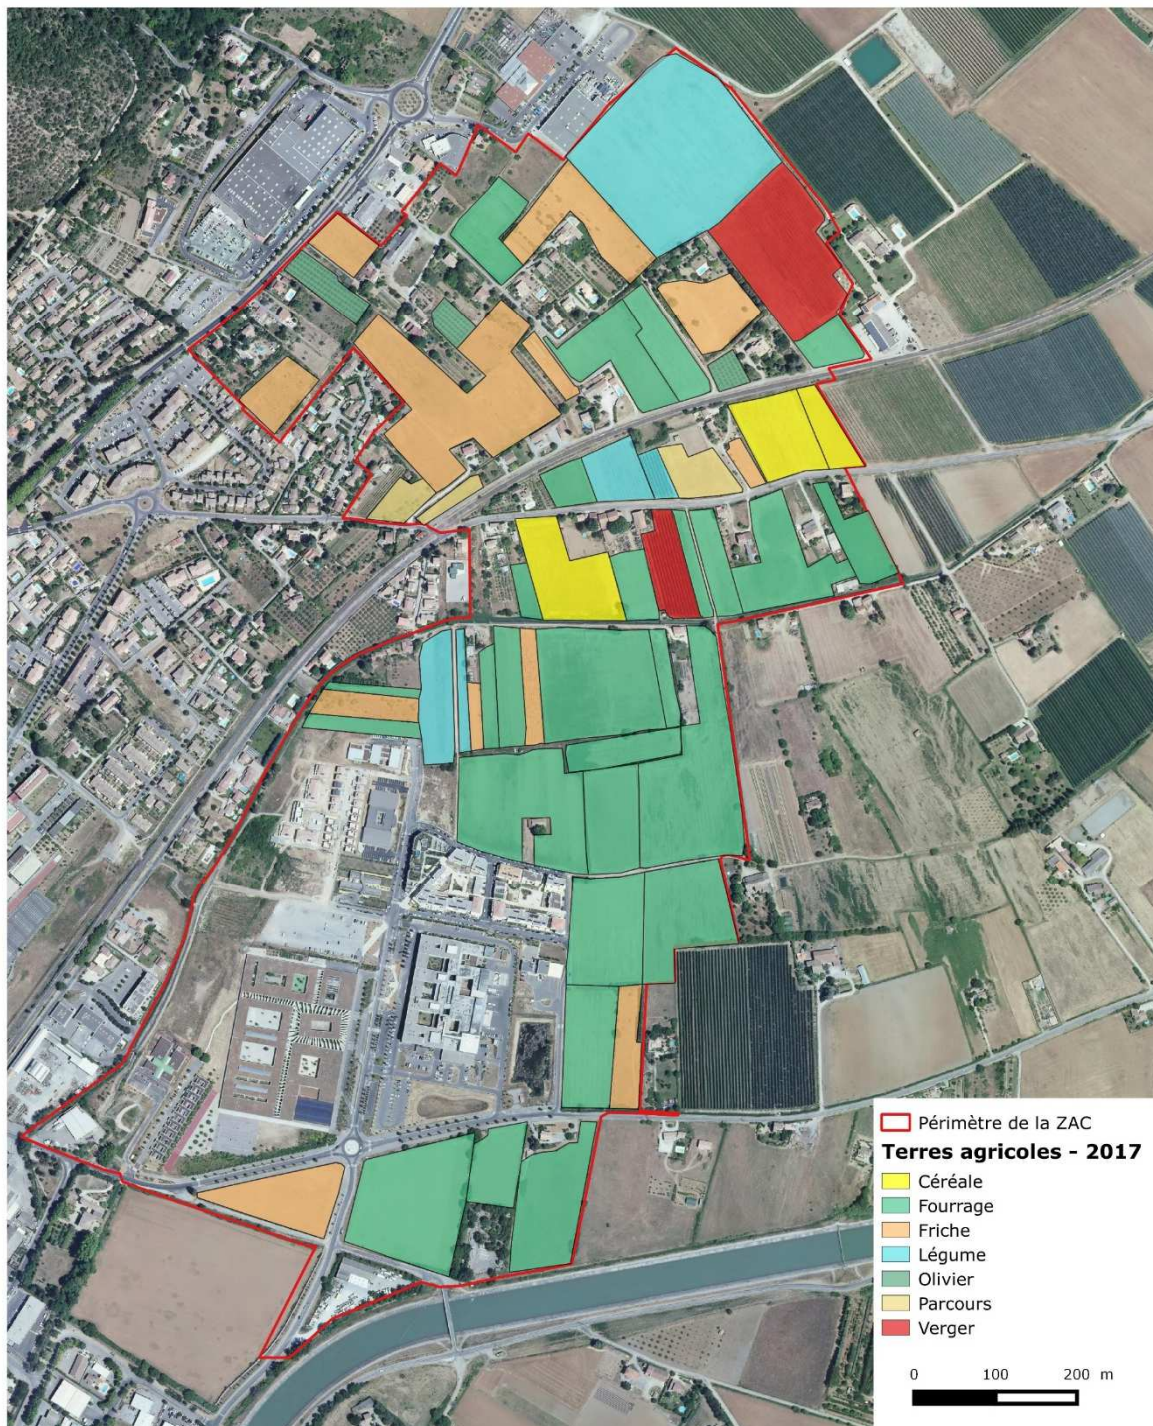 Périmètre de la ZAC
Terres agricoles - 2017
Céréale
Fourrage
Friche
Légume
Olivier
Parcours
Verger
0 100 200 m